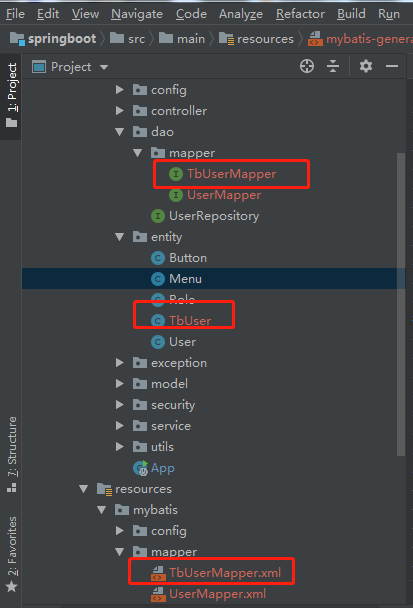 File Edit View Navigate Code Analyze Refactor Build Run
springboot src main resources mybatis-genera
1: Project
Project
config
controller
dao
mapper
TbUserMapper
UserMapper
UserRepository
entity
Button
Menu
Role
TbUser
User
exception
model
security
service
utils
App
resources
mybatis
config
mapper
TbUserMapper.xml
UserMapper.xml
7: Structure
2: Favorites